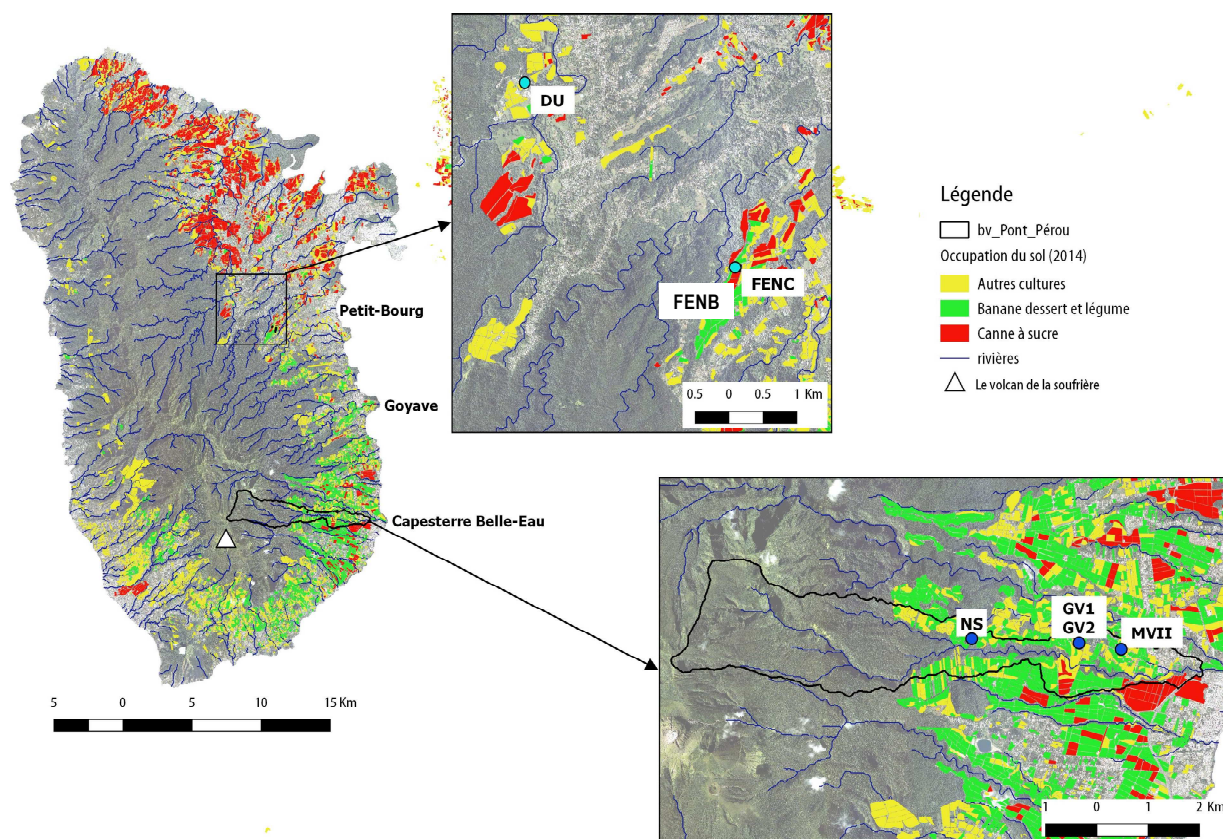 DU
FENC
FENB
0.5 0 0.5 1 Km
Légende
bv_Pont_Pérou
Occupation du sol (2014)
Autres cultures
Banane dessert et légume
Canne à sucre
rivières
Le volcan de la soufrière
Petit-Bourg
Goyave
Capesterre Belle-Eau
5 0 5 10 15 Km
NS
GV1
GV2
MVII
1 0 1 2 Km